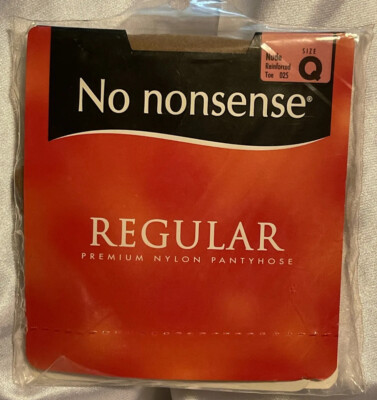 Nude
Reinforced
Toe 025
SIZE
Q
No nonsense®
REGULAR
PREMIUM NYLON PANTYHOSE